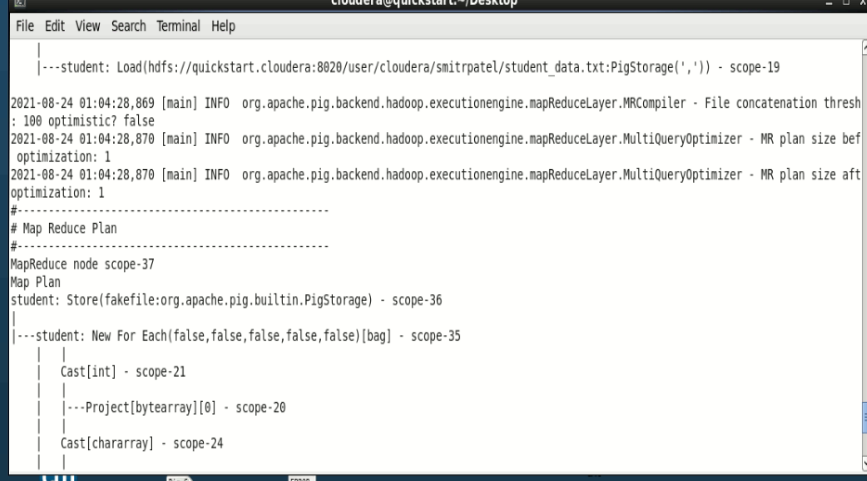 cloudera@quickstart:~/Desktop
File Edit View Search Terminal Help
|
|---student: Load(hdfs://quickstart.cloudera:8020/user/cloudera/smitrpatel/student_data.txt:PigStorage(',')) - scope-19
2021-08-24 01:04:28,869 [main] INFO org.apache.pig.backend.hadoop.executionengine.mapReduceLayer.MRCompiler - File concatenation thresh
: 100 optimistic? false
2021-08-24 01:04:28,870 [main] INFO org.apache.pig.backend.hadoop.executionengine.mapReduceLayer.MultiQueryOptimizer - MR plan size bef
optimization: 1
2021-08-24 01:04:28,870 [main] INFO org.apache.pig.backend.hadoop.executionengine.mapReduceLayer.MultiQueryOptimizer - MR plan size aft
optimization: 1
#--------------------------------------------------
# Map Reduce Plan
#--------------------------------------------------
MapReduce node scope-37
Map Plan
student: Store(fakefile:org.apache.pig.builtin.PigStorage) - scope-36
|
|---student: New For Each(false,false,false,false,false)[bag] - scope-35
| |
| Cast[int] - scope-21
| |
| |---Project[bytearray][0] - scope-20
| |
| Cast[chararray] - scope-24
| |